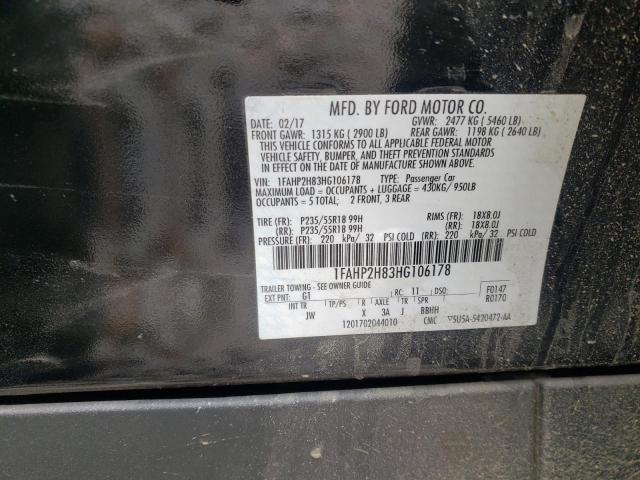 MFD. BY FORD MOTOR CO.
DATE: 02/17 GVWR: 2477 KG ( 5460 LB)
FRONT GAWR: 1315 KG ( 2900 LB) REAR GAWR: 1198 KG ( 2640 LB)
THIS VEHICLE CONFORMS TO ALL APPLICABLE FEDERAL MOTOR
VEHICLE SAFETY, BUMPER, AND THEFT PREVENTION STANDARDS
IN EFFECT ON THE DATE OF MANUFACTURE SHOWN ABOVE.
VIN: 1FAHP2H83HG106178 TYPE: Passenger Car
MAXIMUM LOAD = OCCUPANTS + LUGGAGE = 430KG/ 950LB
OCCUPANTS = 5 TOTAL: 2 FRONT, 3 REAR
TIRE (FR): P235/55R18 99H RIMS (FR): 18X8.0J
(RR): P235/55R18 99H (RR): 18X8.0J
PRESSURE (FR): 220 kPa/ 32 PSI COLD (RR): 220 kPa/ 32 PSI COLD
1FAHP2H83HG106178
TRAILER TOWING - SEE OWNER GUIDE F0147
EXT PNT: G1 RC: 11 DSO: R0170
INT TR TP/PS R AXLE TR SPR
JW X 3A J BBHH
1201702044010 CMC 5U5A-5420472-AA